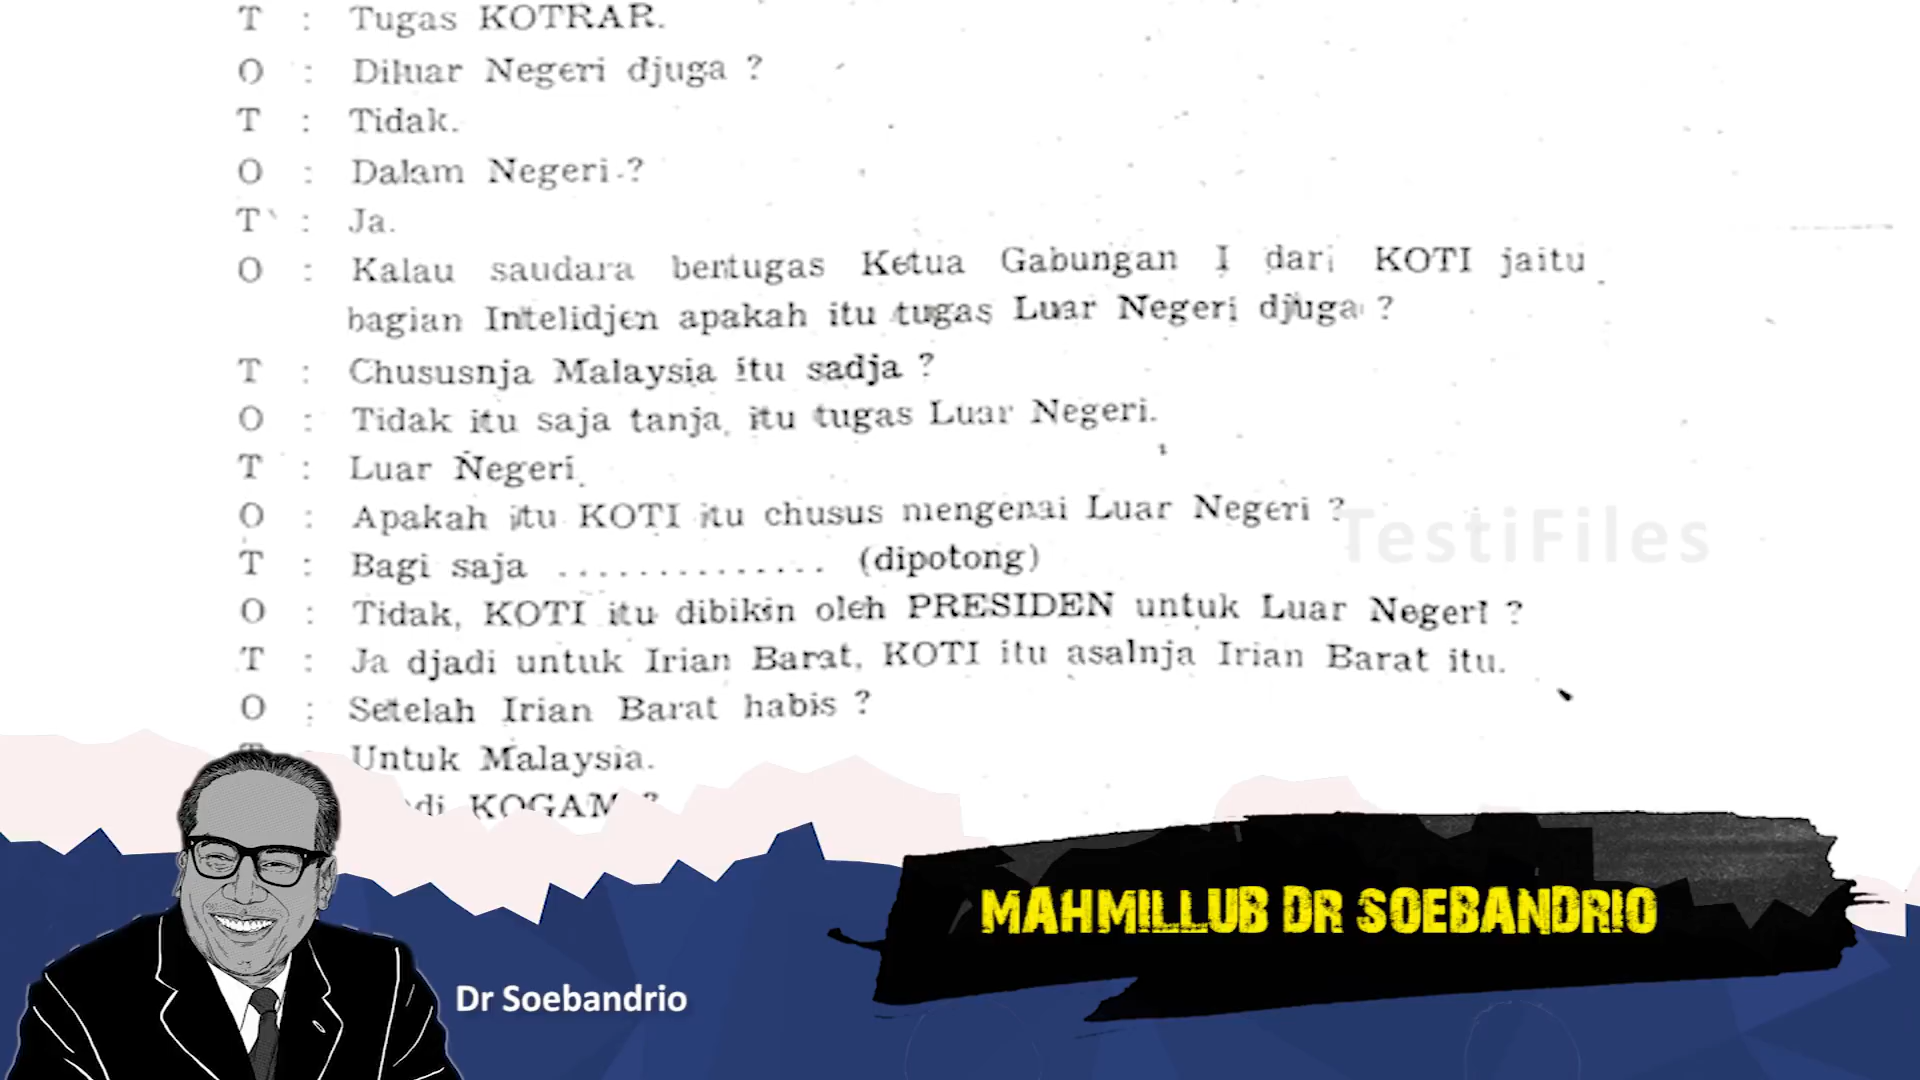 T : Tugas KOTRAR.
O : Diluar Negeri djuga ?
T : Tidak.
O : Dalam Negeri ?
T : Ja.
O : Kalau saudara bertugas Ketua Gabungan I dari KOTI jaitu
bagian Intelidjen apakah itu tugas Luar Negeri djuga ?
T : Chususnja Malaysia itu sadja ?
O : Tidak itu saja tanja, itu tugas Luar Negeri.
T : Luar Negeri.
O : Apakah itu KOTI itu chusus mengenai Luar Negeri ?
TestiFiles
T : Bagi saja .............. (dipotong)
O : Tidak, KOTI itu dibikin oleh PRESIDEN untuk Luar Negeri ?
T : Ja djadi untuk Irian Barat, KOTI itu asalnja Irian Barat itu.
O : Setelah Irian Barat habis ?
Untuk Malaysia.
di KOGAM ?
MAHMILLUB DR SOEBANDRIO
Dr Soebandrio